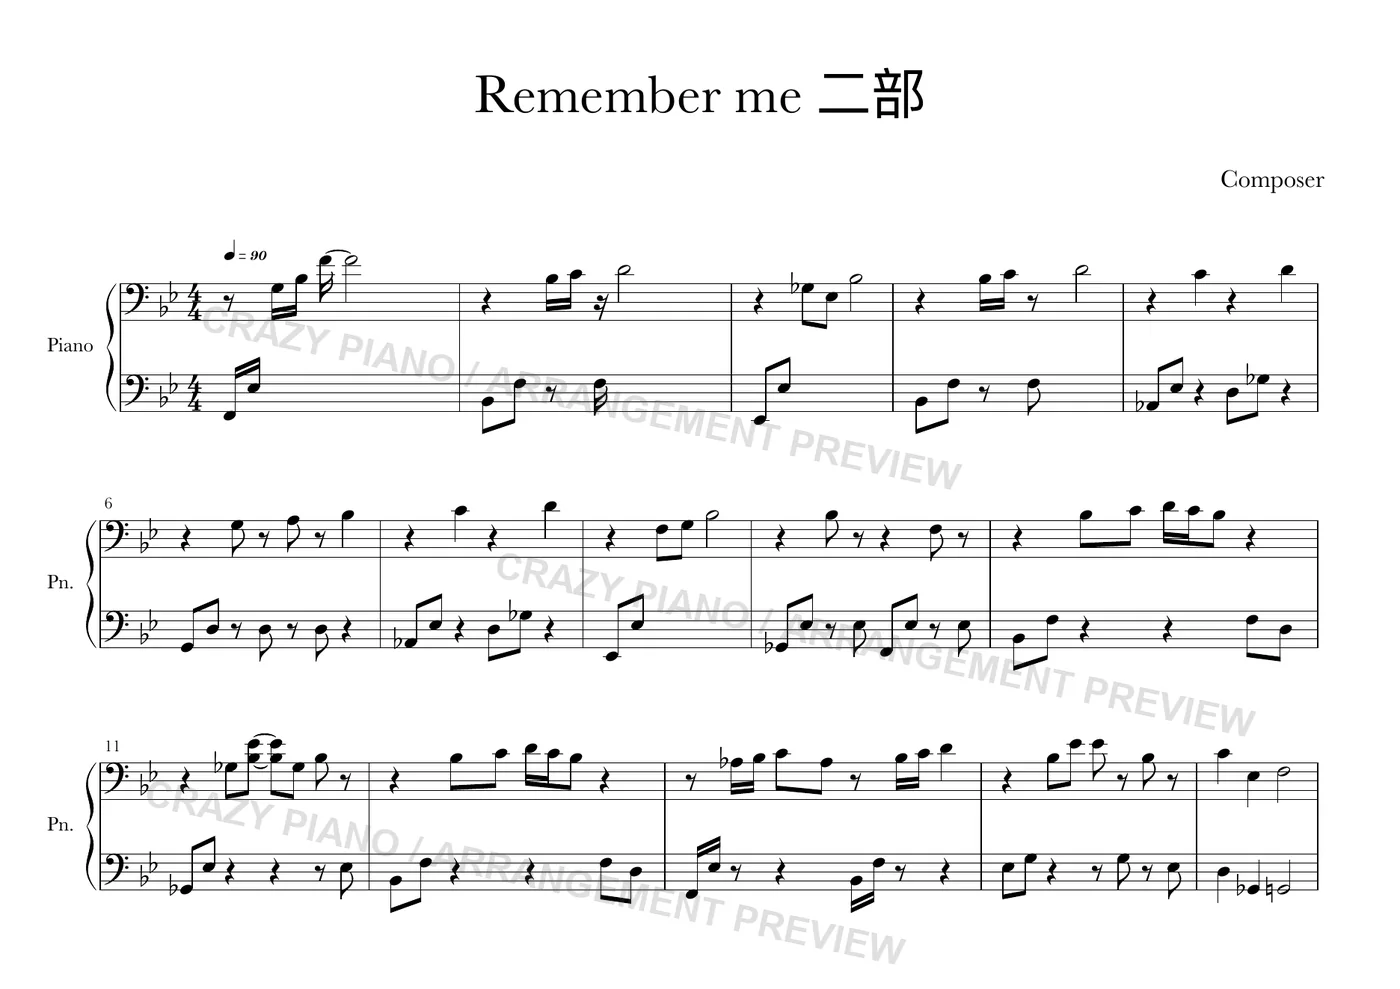 Remember me 二部
Composer
= 90
Piano
CRAZY PIANO / ARRANGEMENT PREVIEW
6
Pn.
CRAZY PIANO / ARRANGEMENT PREVIEW
11
Pn.
CRAZY PIANO / ARRANGEMENT PREVIEW